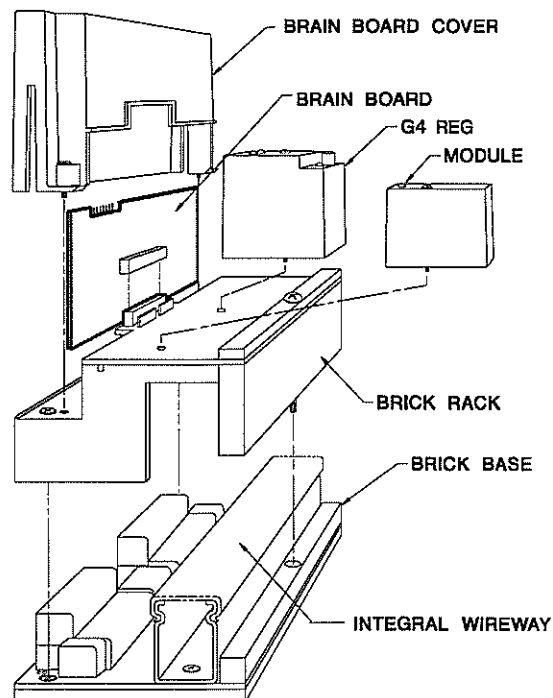 BRAIN BOARD COVER
BRAIN BOARD
G4 REG
MODULE
BRICK RACK
BRICK BASE
INTEGRAL WIREWAY